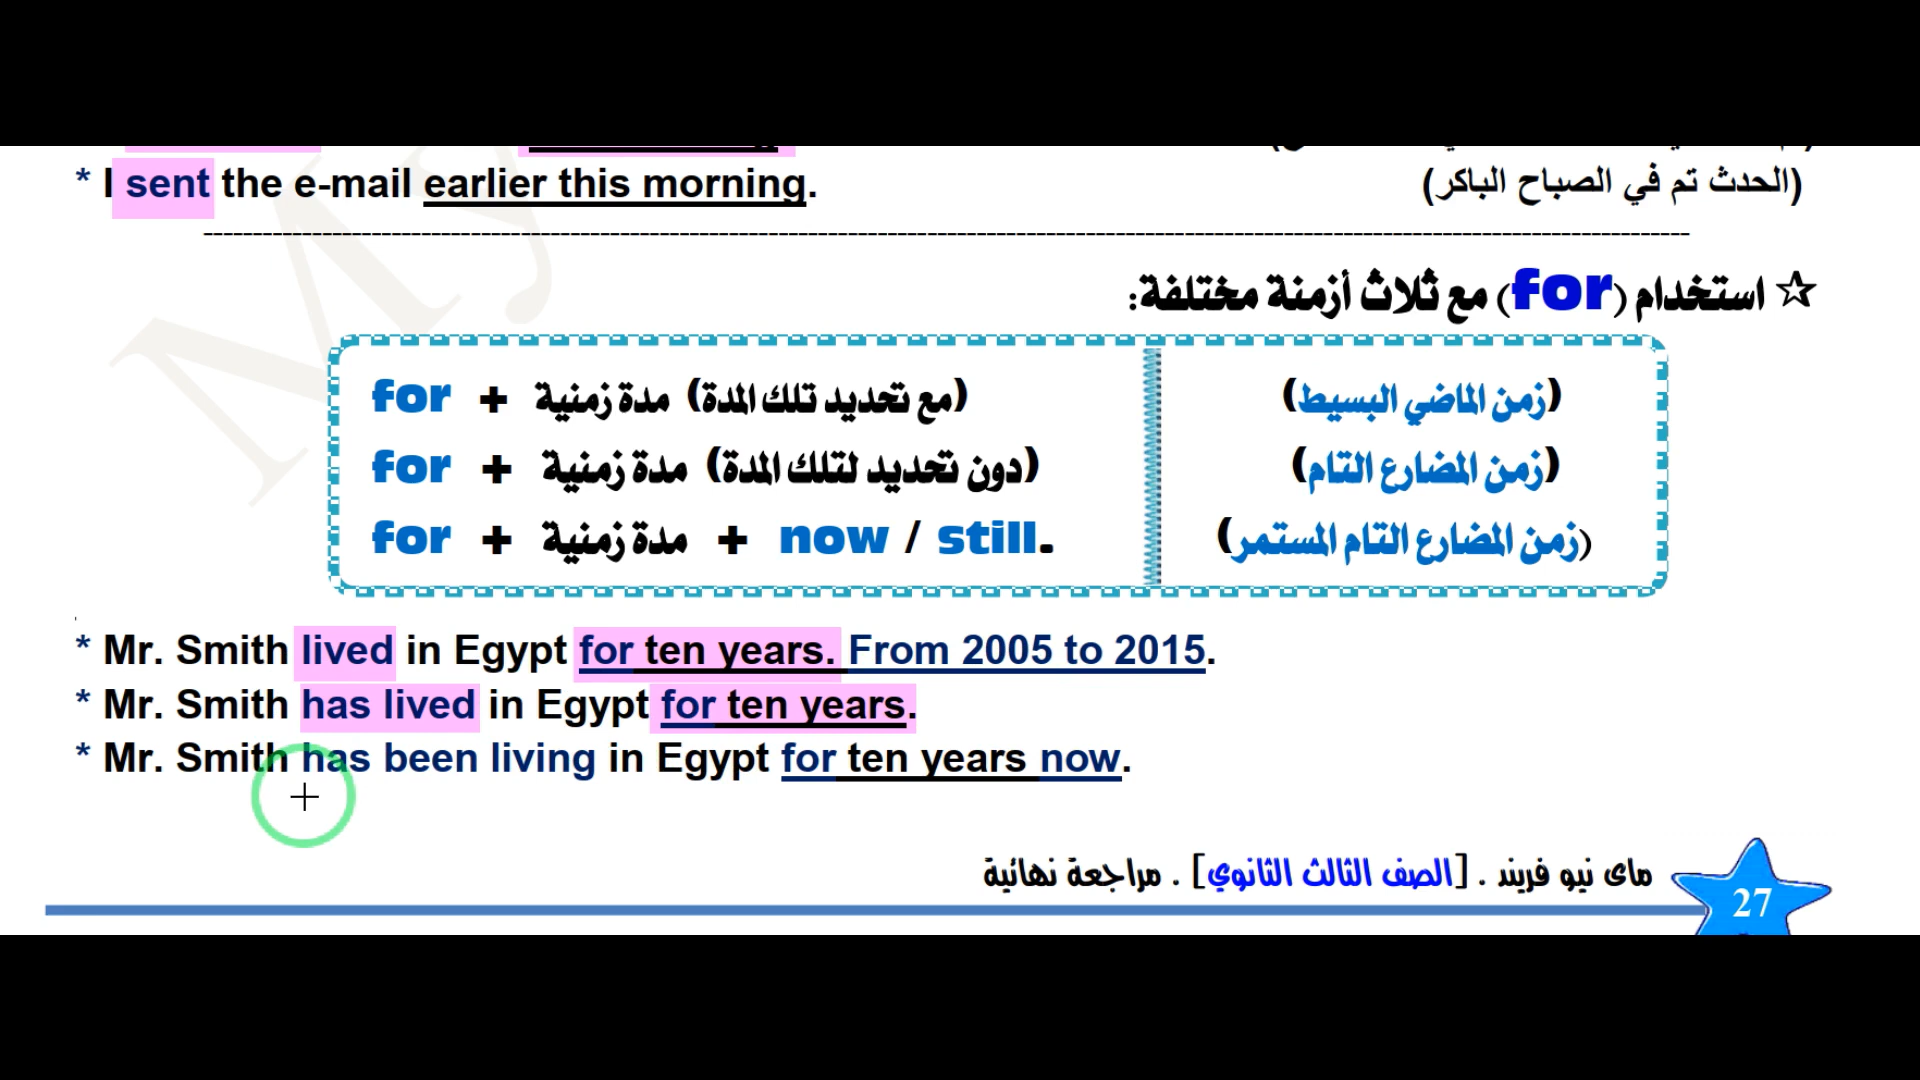 * I sent the e-mail earlier this morning. (الحدث تم في الصباح الباكر)
☆ استخدام (for) مع ثلاث أزمنة مختلفة:
for + مدة زمنية (مع تحديد تلك المدة) (زمن الماضي البسيط)
for + مدة زمنية (دون تحديد لتلك المدة) (زمن المضارع التام)
for + مدة زمنية + now / still. (زمن المضارع التام المستمر)
* Mr. Smith lived in Egypt for ten years. From 2005 to 2015.
* Mr. Smith has lived in Egypt for ten years.
* Mr. Smith has been living in Egypt for ten years now.
ماى نيو فريند . [الصف الثالث الثانوي] . مراجعة نهائية
27
My